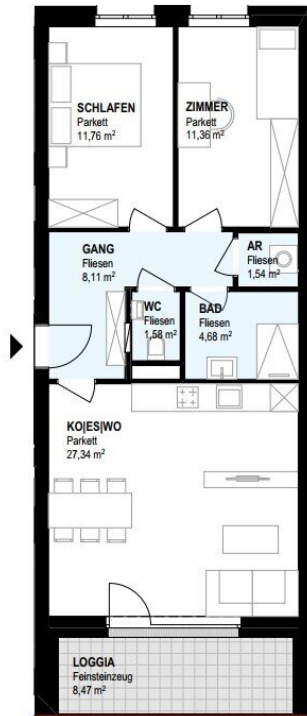 SCHLAFEN
Parkett
11,76 m²
ZIMMER
Parkett
11,36 m²
GANG
Fliesen
8,11 m²
AR
Fliesen
1,54 m²
WC
Fliesen
1,58 m²
BAD
Fliesen
4,68 m²
KO|ES|WO
Parkett
27,34 m²
LOGGIA
Feinsteinzeug
8,47 m²